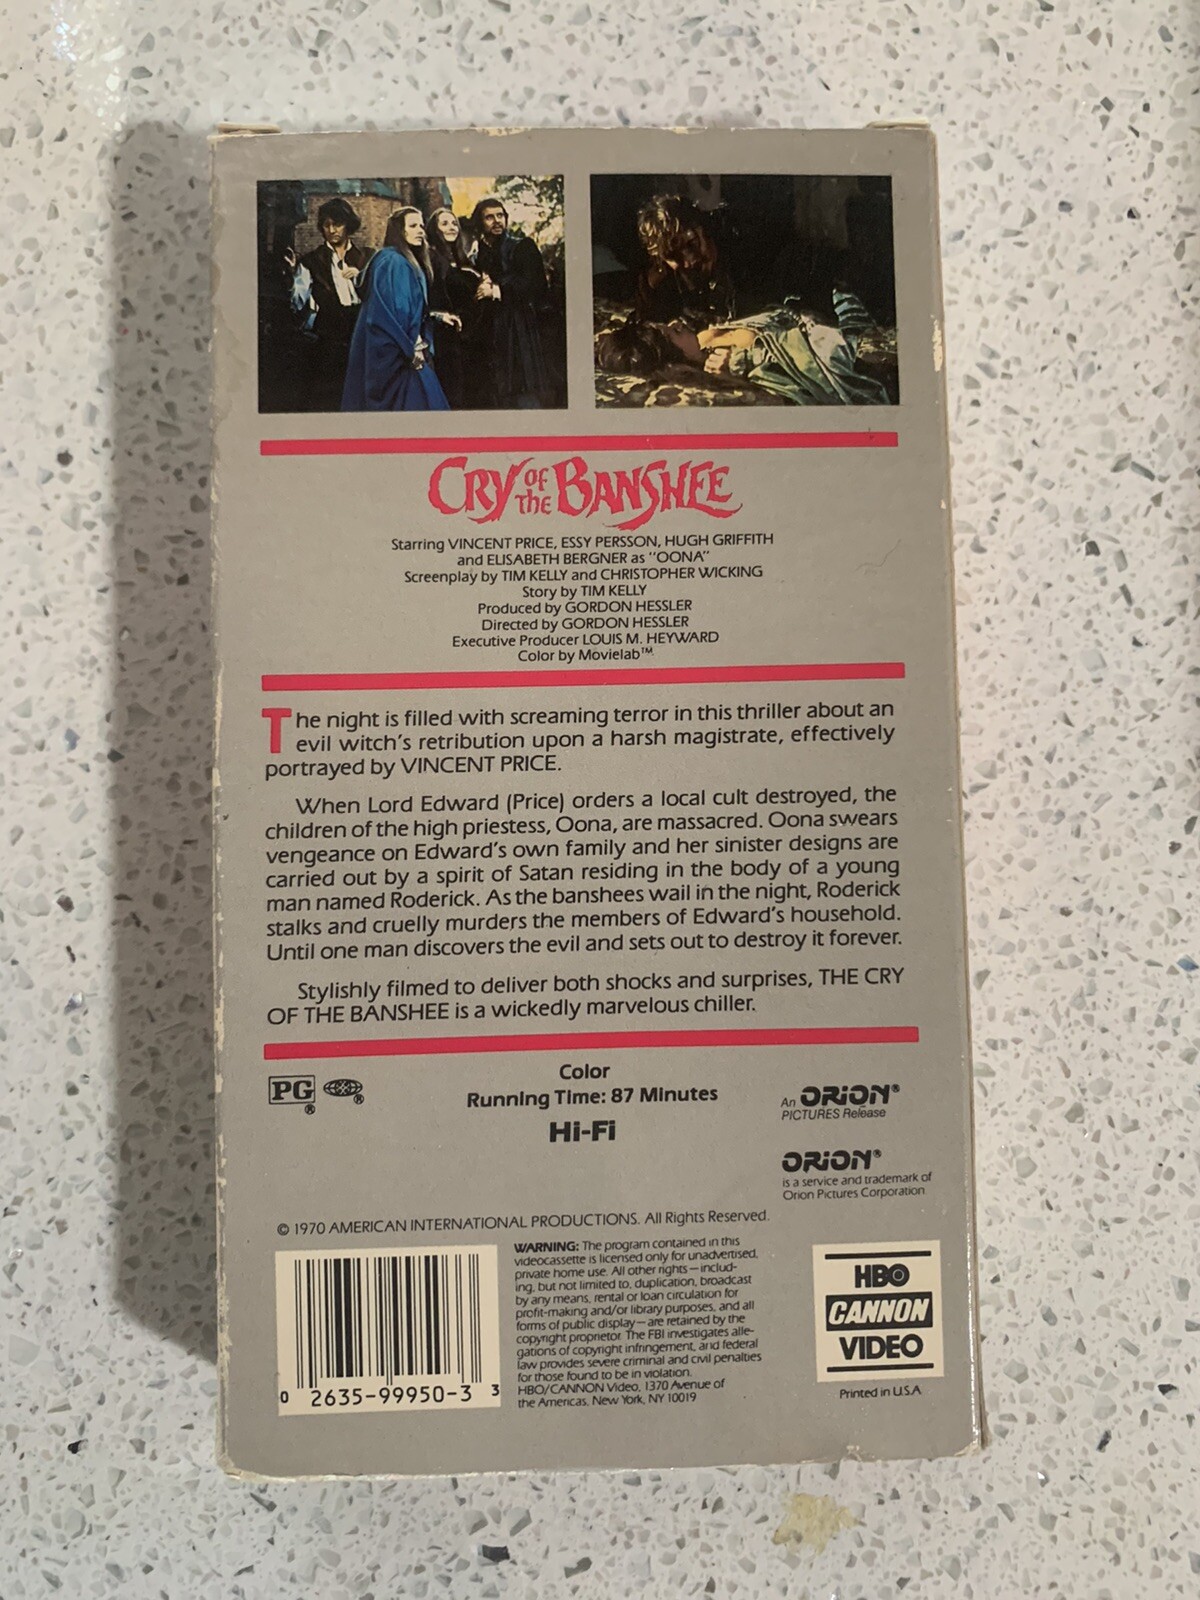 CRY OF THE BANSHEE
Starring VINCENT PRICE, ESSY PERSSON, HUGH GRIFFITH
and ELISABETH BERGNER as "OONA"
Screenplay by TIM KELLY and CHRISTOPHER WICKING
Story by TIM KELLY
Produced by GORDON HESSLER
Directed by GORDON HESSLER
Executive Producer LOUIS M. HEYWARD
Color by Movielab™
The night is filled with screaming terror in this thriller about an
evil witch's retribution upon a harsh magistrate, effectively
portrayed by VINCENT PRICE.
When Lord Edward (Price) orders a local cult destroyed, the
children of the high priestess, Oona, are massacred. Oona swears
vengeance on Edward's own family and her sinister designs are
carried out by a spirit of Satan residing in the body of a young
man named Roderick. As the banshees wail in the night, Roderick
stalks and cruelly murders the members of Edward's household.
Until one man discovers the evil and sets out to destroy it forever.
Stylishly filmed to deliver both shocks and surprises, THE CRY
OF THE BANSHEE is a wickedly marvelous chiller.
PG ® ®
Color
Running Time: 87 Minutes
Hi-Fi
An ORION®
PICTURES Release
ORION®
is a service and trademark of
Orion Pictures Corporation
© 1970 AMERICAN INTERNATIONAL PRODUCTIONS. All Rights Reserved.
0 2635-99950-3 3
WARNING: The program contained in this
videocassette is licensed only for unadvertised,
private home use. All other rights—includ-
ing, but not limited to, duplication, broadcast
by any means, rental or loan circulation for
profit-making and/or library purposes, and all
forms of public display—are retained by the
copyright proprietor. The FBI investigates alle-
gations of copyright infringement, and federal
law provides severe criminal and civil penalties
for those found to be in violation.
HBO/CANNON Video, 1370 Avenue of
the Americas, New York, NY 10019
HBO
CANNON
VIDEO
Printed in U.S.A.